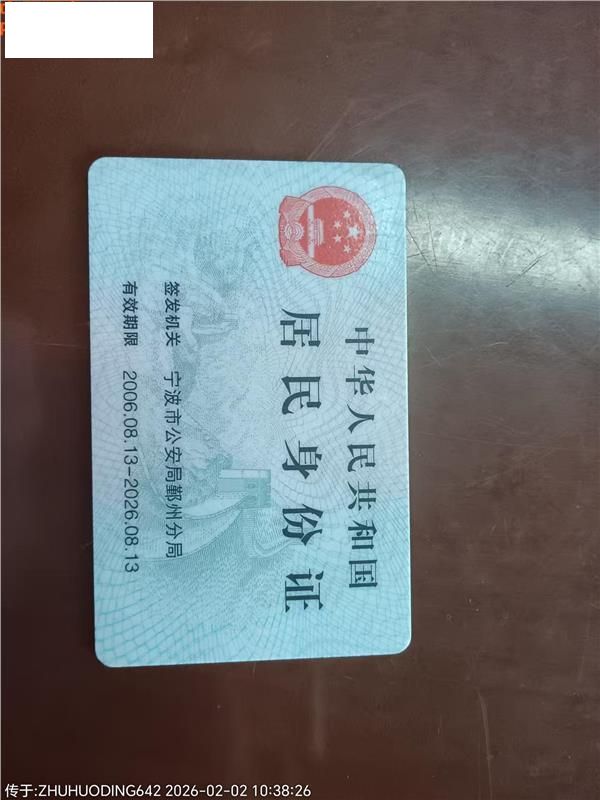 中华人民共和国
居民身份证
签发机关 宁波市公安局鄞州分局
有效期限 2006.08.13-2026.08.13
传于:ZHUHUODING642 2026-02-02 10:38:26